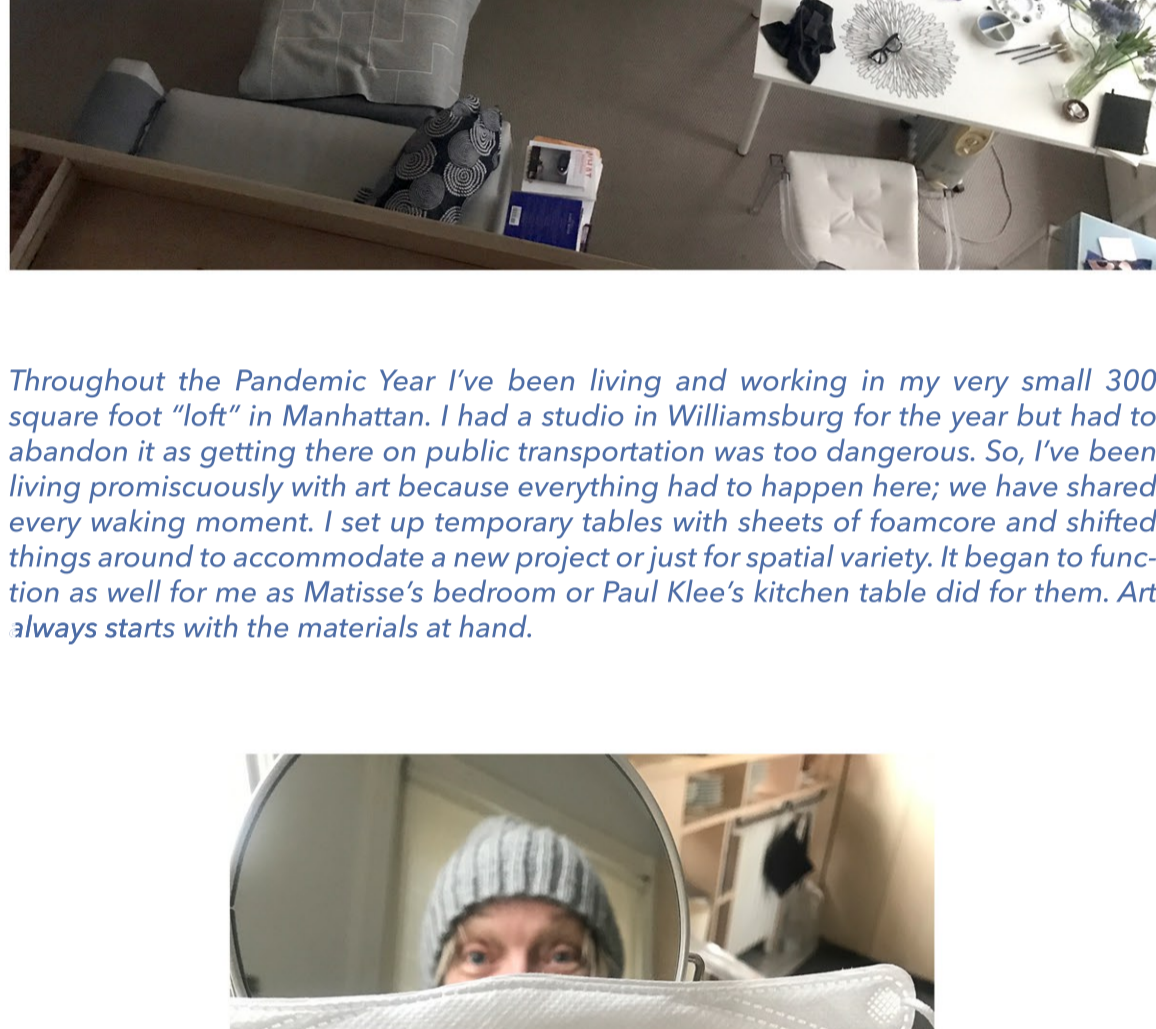 Throughout the Pandemic Year I’ve been living and working in my very small 300
square foot “loft” in Manhattan. I had a studio in Williamsburg for the year but had to
abandon it as getting there on public transportation was too dangerous. So, I’ve been
living promiscuously with art because everything had to happen here; we have shared
every waking moment. I set up temporary tables with sheets of foamcore and shifted
things around to accommodate a new project or just for spatial variety. It began to func-
tion as well for me as Matisse’s bedroom or Paul Klee’s kitchen table did for them. Art
always starts with the materials at hand.